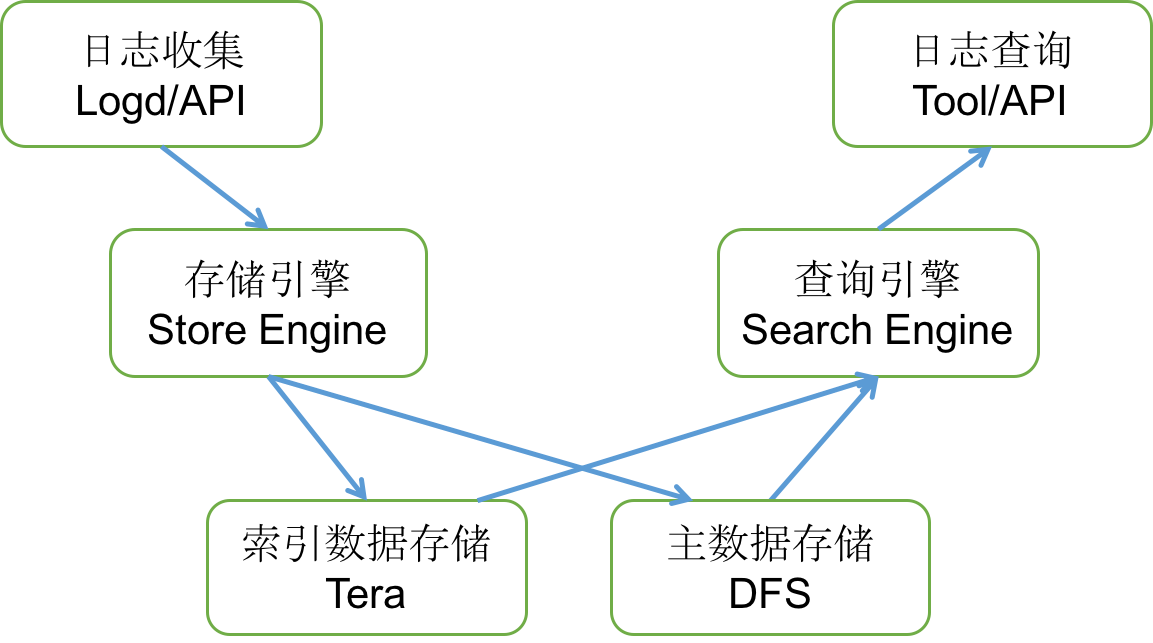 日志收集
Logd/API
日志查询
Tool/API
存储引擎
Store Engine
查询引擎
Search Engine
索引数据存储
Tera
主数据存储
DFS